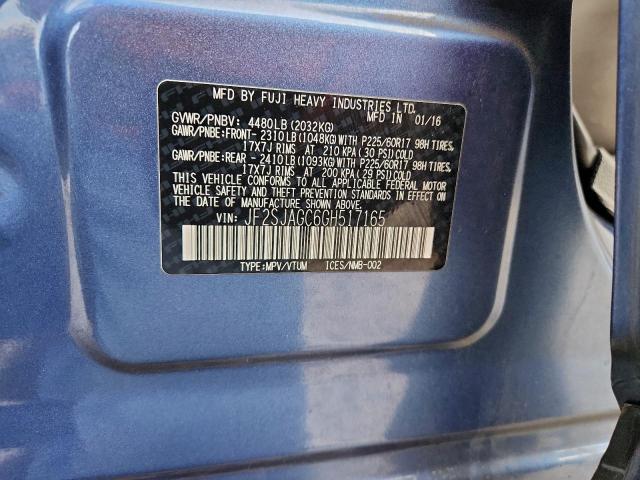 MFD BY FUJI HEAVY INDUSTRIES LTD.
MFD IN 01/16
GVWR/PNBV: 4480LB(2032KG)
GAWR/PNBE:FRONT-2310LB(1048KG)WITH P225/60R17 98H TIRES,
17X7J RIMS AT 210 KPA(30 PSI)COLD
GAWR/PNBE:REAR -2410LB(1093KG)WITH P225/60R17 98H TIRES,
17X7J RIMS AT 200 KPA(29 PSI)COLD
THIS VEHICLE CONFORMS TO ALL APPLICABLE FEDERAL MOTOR
VEHICLE SAFETY AND THEFT PREVENTION STANDARDS IN EFFECT ON
THE DATE OF MANUFACTURE SHOWN ABOVE.
VIN: JF2SJAGC6GH517165
TYPE:MPV/VTUM ICES/NMB-002